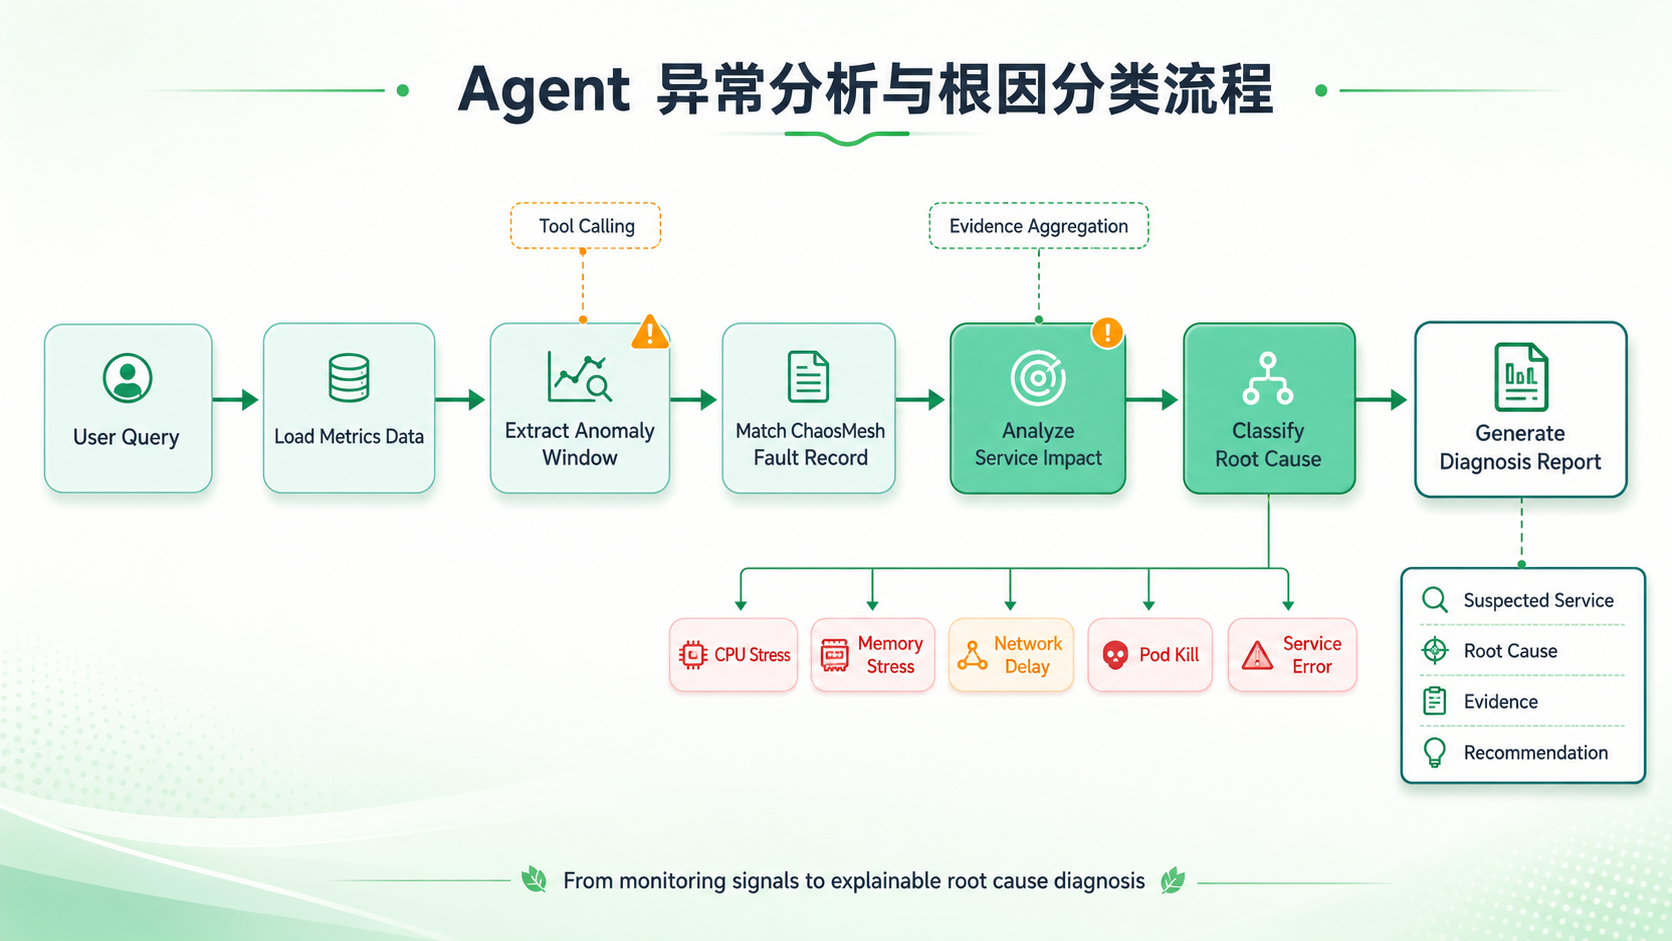 Agent 异常分析与根因分类流程
Tool Calling
Evidence Aggregation
User Query
Load Metrics Data
Extract Anomaly
Window
Match ChaosMesh
Fault Record
Analyze
Service Impact
Classify
Root Cause
Generate
Diagnosis Report
CPU Stress
Memory
Stress
Network
Delay
Pod Kill
Service
Error
Suspected Service
Root Cause
Evidence
Recommendation
From monitoring signals to explainable root cause diagnosis